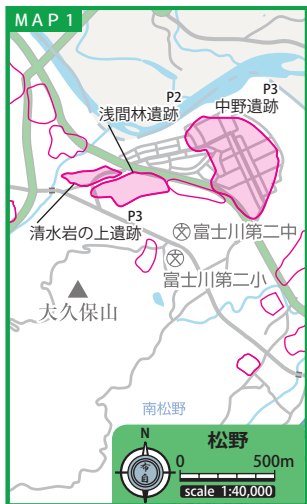 MAP 1
P2
浅間林遺跡
P3
中野遺跡
P3
清水岩の上遺跡
富士川第二中
富士川第二小
大久保山
南松野
N
松野
0 500m
scale 1:40,000